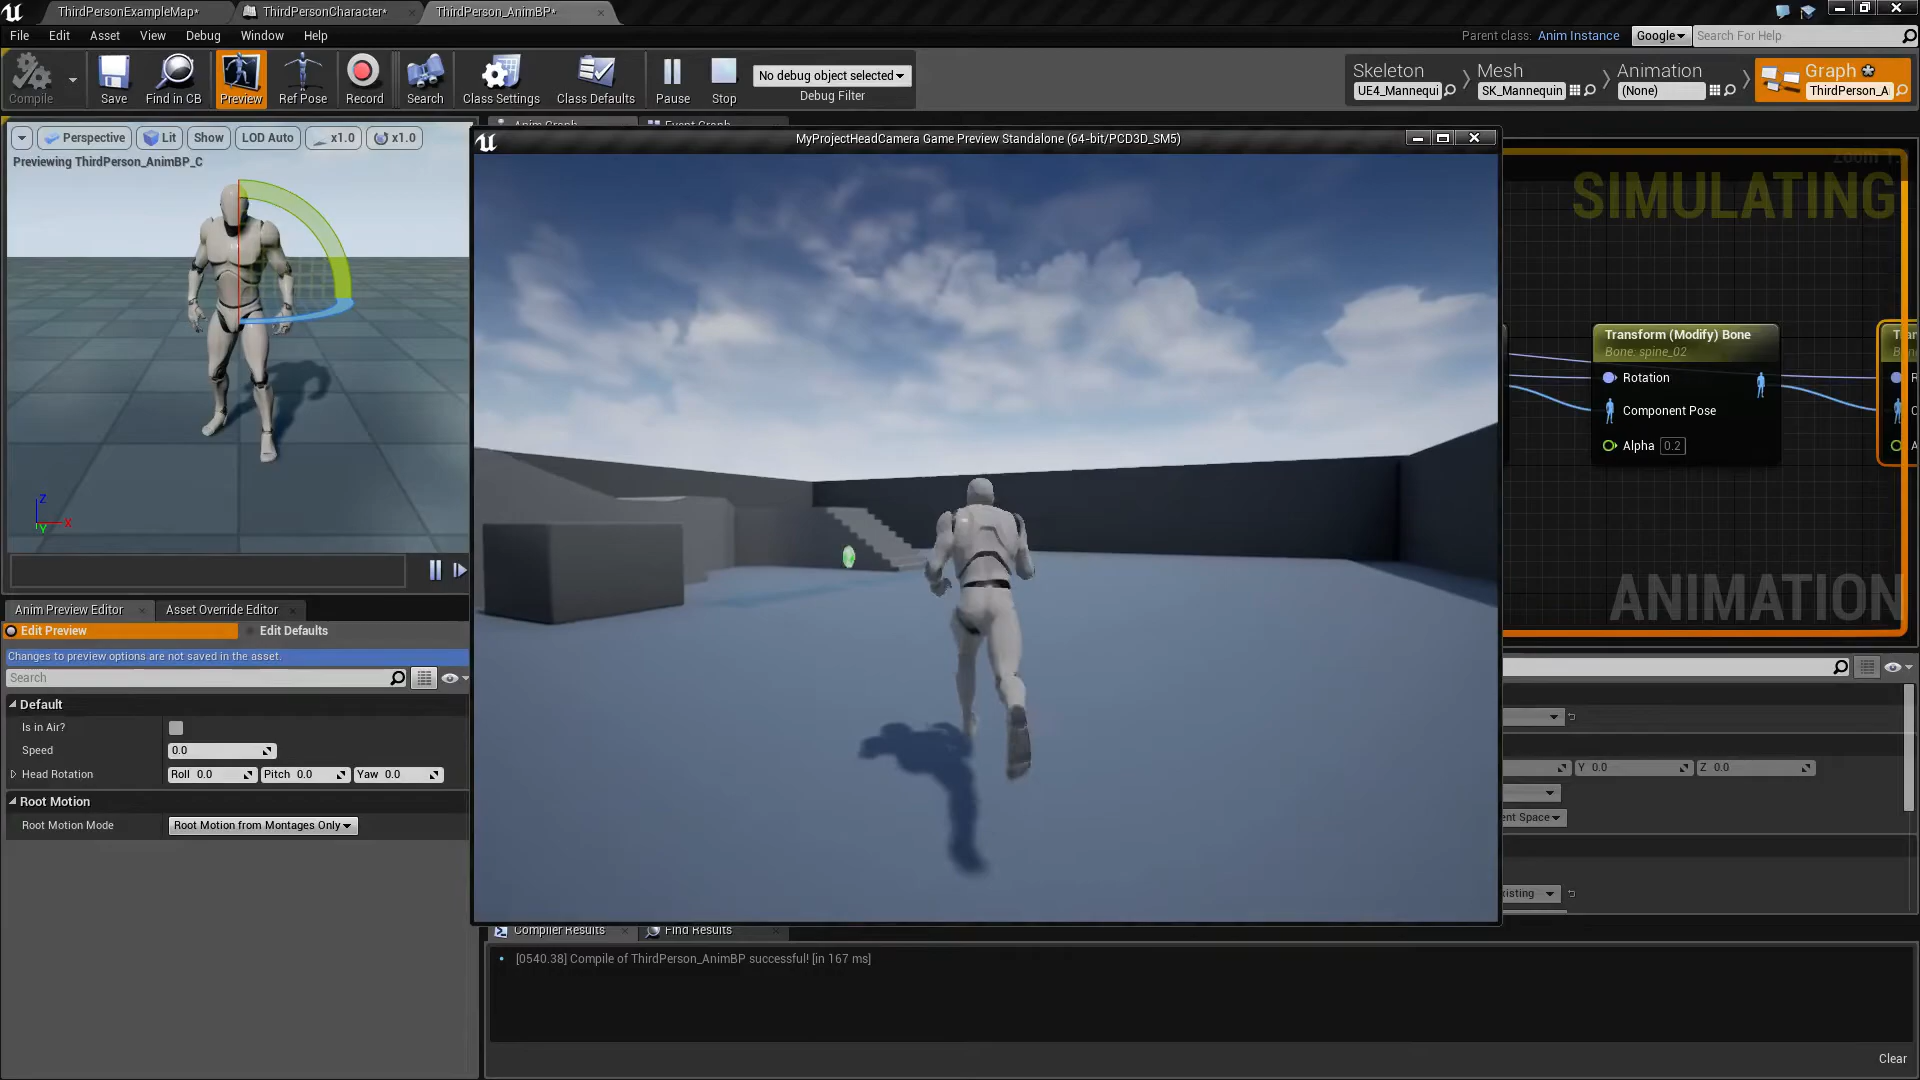 ThirdPersonExampleMap*
ThirdPersonCharacter*
ThirdPerson_AnimBP*
File Edit Asset View Debug Window Help
Parent class: Anim Instance Google Search For Help
Compile Save Find in CB Preview Ref Pose Record Search Class Settings Class Defaults Pause Stop
No debug object selected
Debug Filter
Skeleton
UE4_Mannequi
Mesh
SK_Mannequin
Animation
(None)
Graph
ThirdPerson_A
Perspective Lit Show LOD Auto x1.0 x1.0
Previewing ThirdPerson_AnimBP_C
Z
X
Y
Anim Graph Event Graph
MyProjectHeadCamera Game Preview Standalone (64-bit/PCD3D_SM5)
SIMULATING
Transform (Modify) Bone
Bone: spine_02
Rotation
Component Pose
Alpha 0.2
ANIMATION
Anim Preview Editor Asset Override Editor
Edit Preview Edit Defaults
Changes to preview options are not saved in the asset.
Search
Default
Is in Air?
Speed 0.0
Head Rotation Roll 0.0 Pitch 0.0 Yaw 0.0
Root Motion
Root Motion Mode Root Motion from Montages Only
Y 0.0 Z 0.0
ent Space
xisting
Compiler Results Find Results
[0540.38] Compile of ThirdPerson_AnimBP successful! [in 167 ms]
Clear